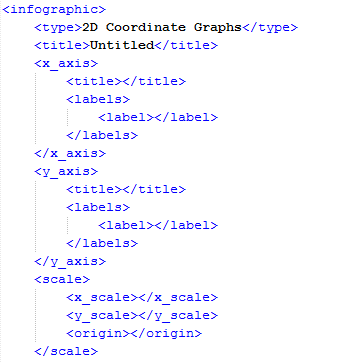 <infographic>
<type>2D Coordinate Graphs</type>
<title>Untitled</title>
<x_axis>
<title></title>
<labels>
<label></label>
</labels>
</x_axis>
<y_axis>
<title></title>
<labels>
<label></label>
</labels>
</y_axis>
<scale>
<x_scale></x_scale>
<y_scale></y_scale>
<origin></origin>
</scale>